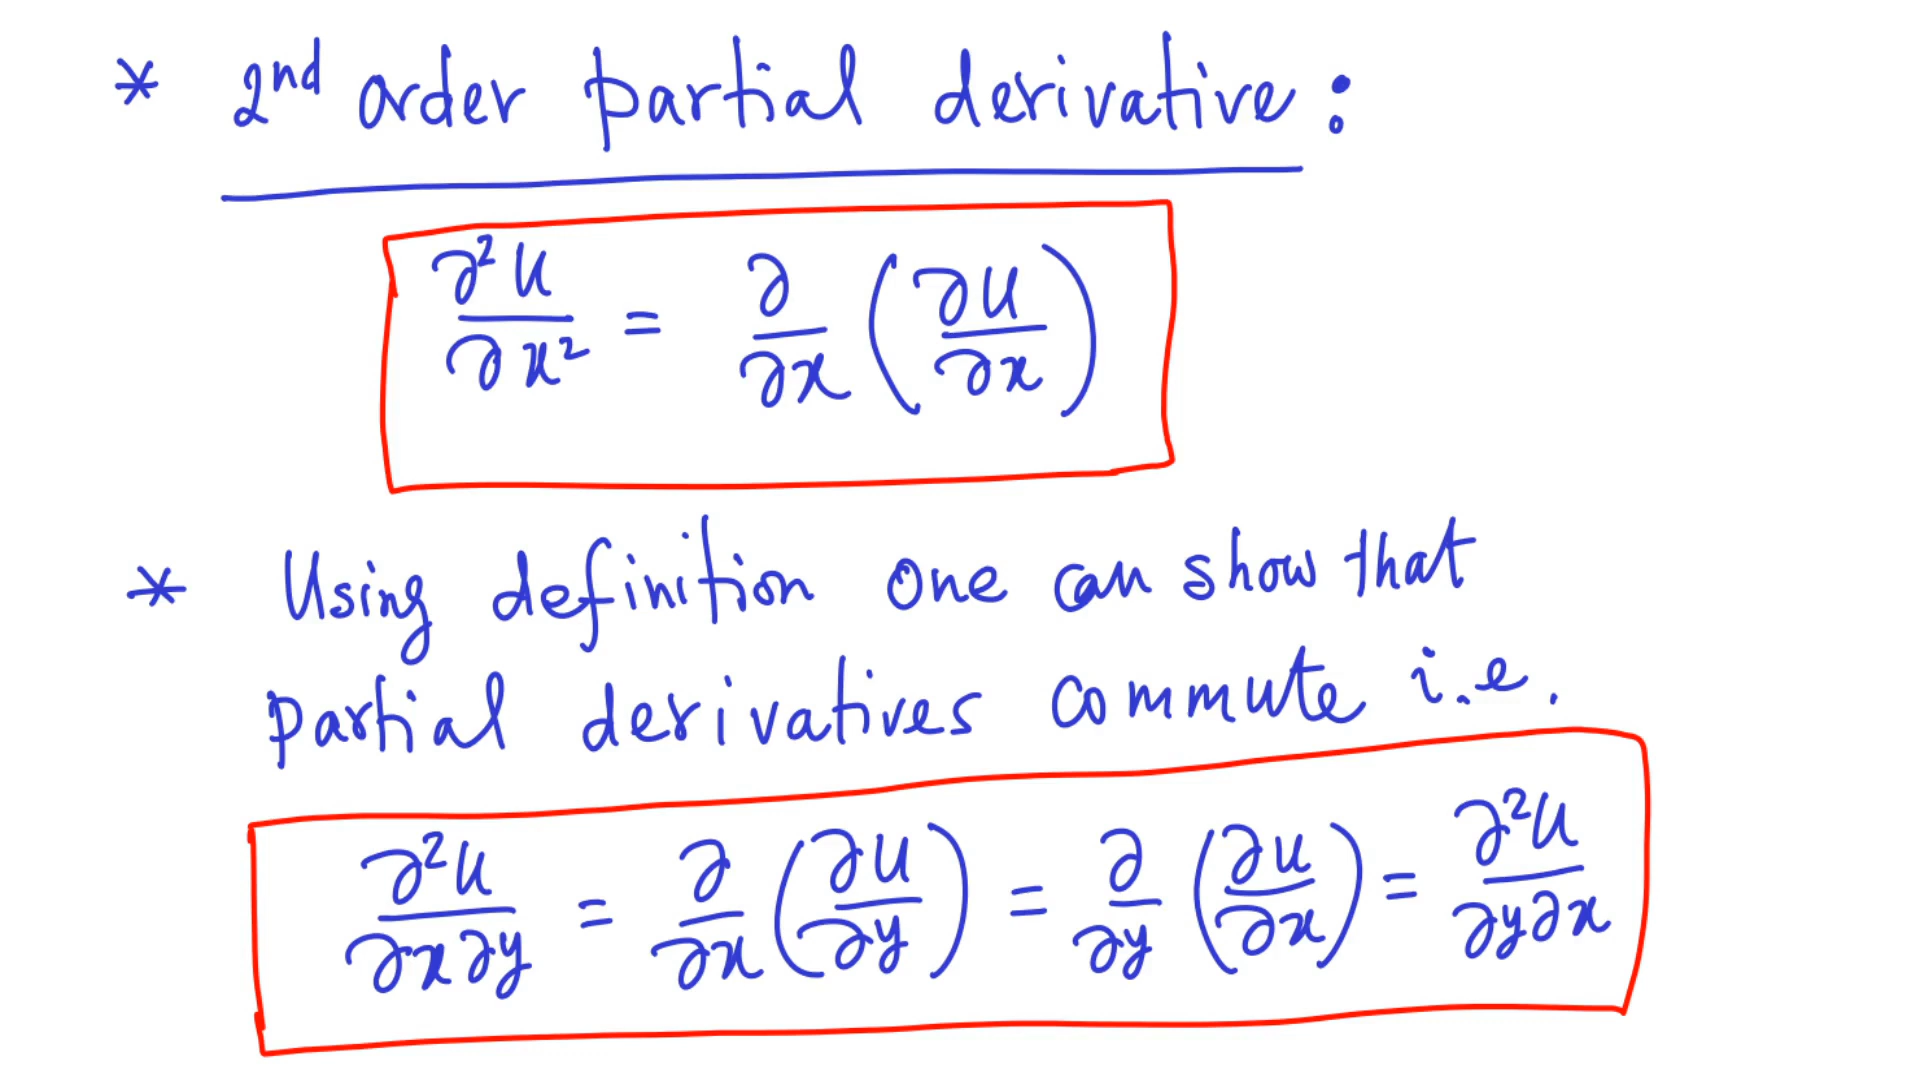 * 2nd order partial derivative:
∂²u/∂x² = ∂/∂x (∂u/∂x)
* Using definition one can show that
partial derivatives commute i.e.
∂²u/∂x∂y = ∂/∂x (∂u/∂y) = ∂/∂y (∂u/∂x) = ∂²u/∂y∂x